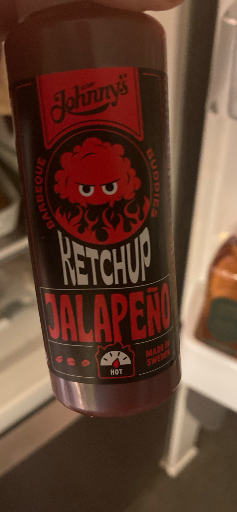 Johnny's
BARBEQUE BUDDIES
KETCHUP
JALAPEÑO
HOT
MADE IN
SWEDEN